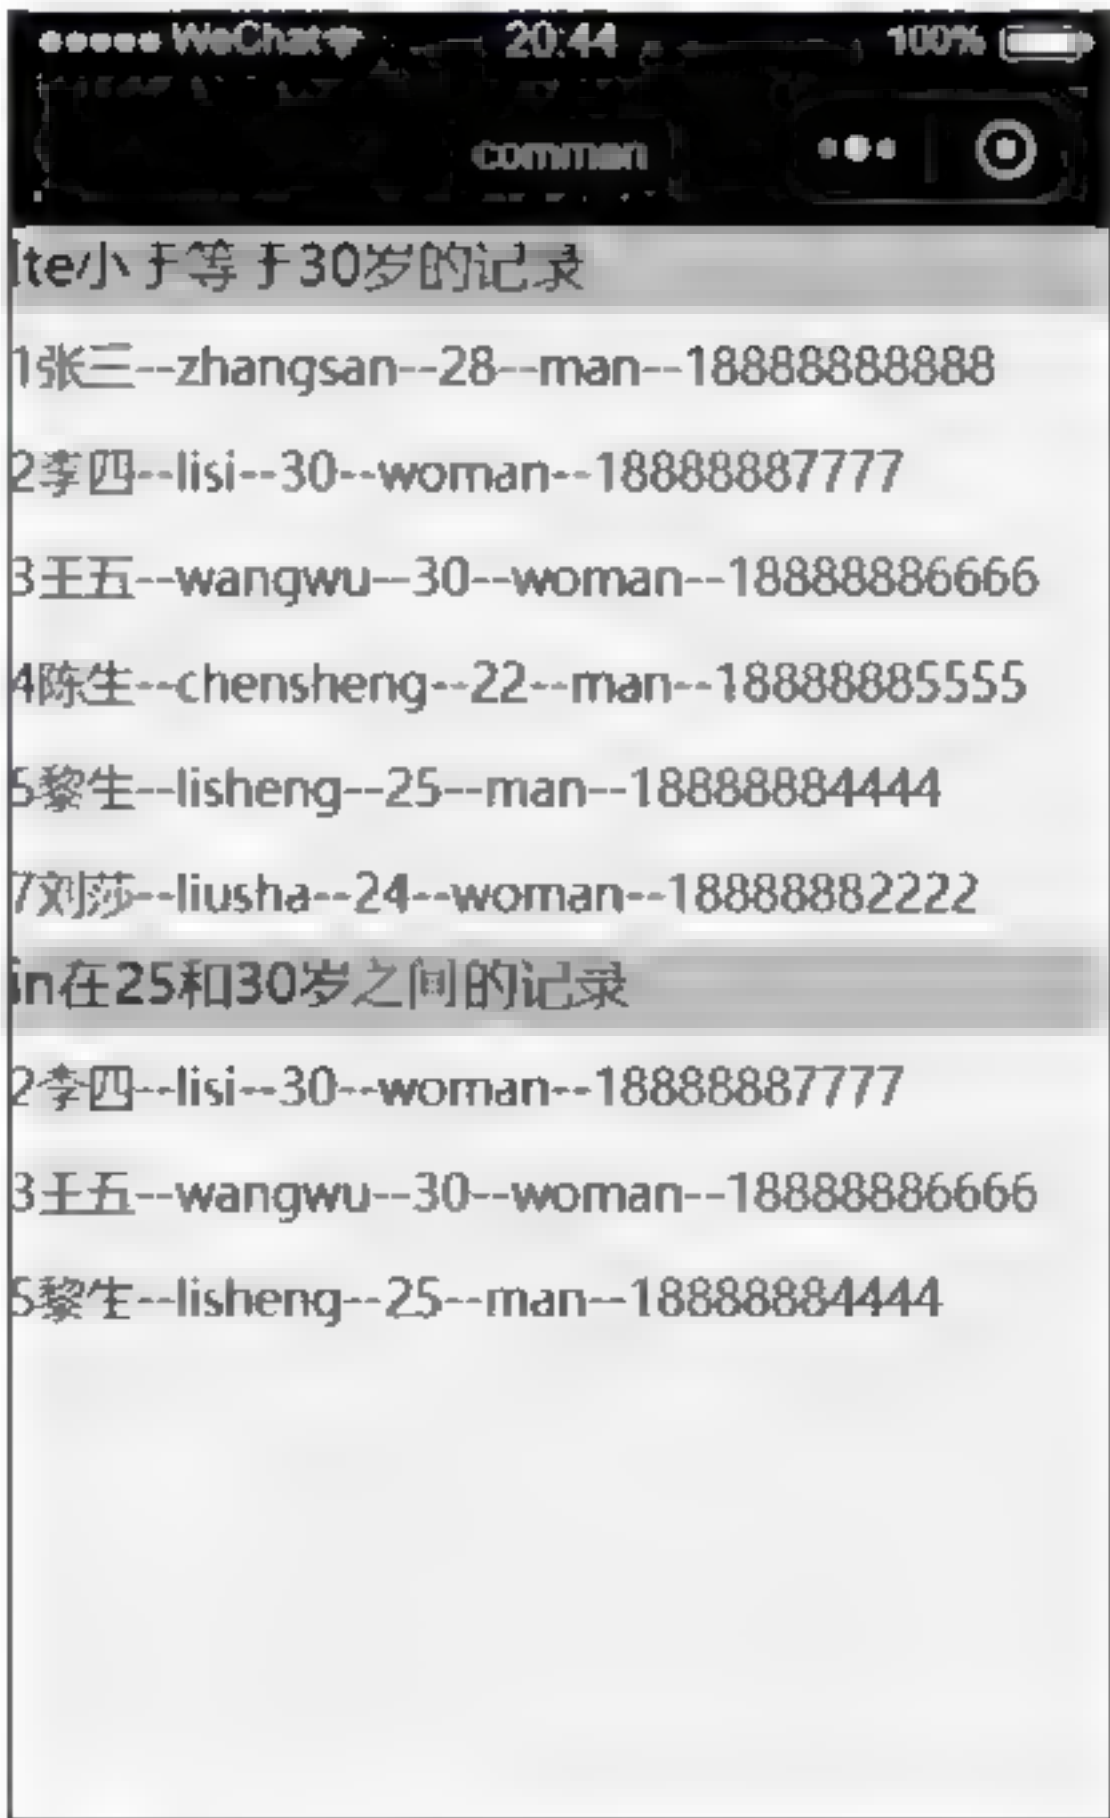 WeChat 20:44 100%
common
lte小于等于30岁的记录
1张三--zhangsan--28--man--18888888888
2李四--lisi--30--woman--18888887777
3王五--wangwu--30--woman--18888886666
4陈生--chensheng--22--man--18888885555
5黎生--lisheng--25--man--18888884444
7刘莎--liusha--24--woman--18888882222
in在25和30岁之间的记录
2李四--lisi--30--woman--18888887777
3王五--wangwu--30--woman--18888886666
5黎生--lisheng--25--man--18888884444